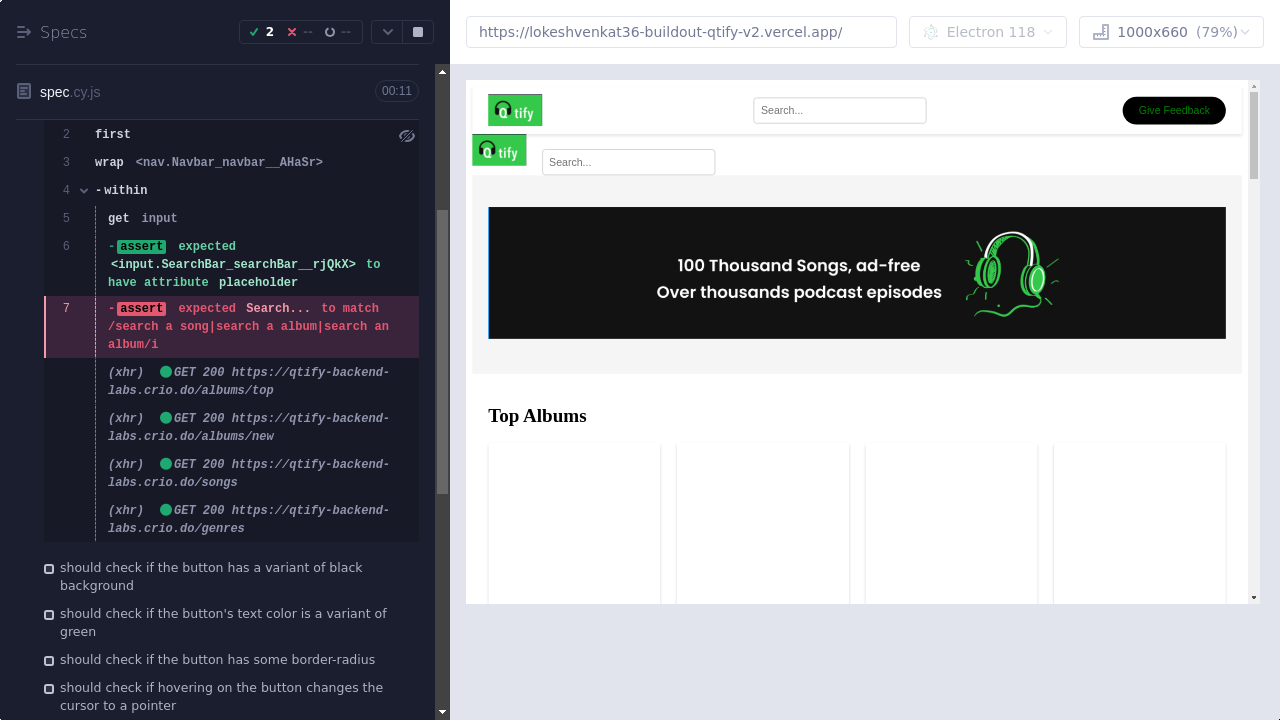 Specs
2
--
--
spec.cy.js
00:11
2 first
3 wrap <nav.Navbar_navbar__AHaSr>
4 -within
5 get input
6 -assert expected
<input.SearchBar_searchBar__rjQkX> to
have attribute placeholder
7 -assert expected Search... to match
/search a song|search a album|search an
album/i
(xhr) GET 200 https://qtify-backend-
labs.crio.do/albums/top
(xhr) GET 200 https://qtify-backend-
labs.crio.do/albums/new
(xhr) GET 200 https://qtify-backend-
labs.crio.do/songs
(xhr) GET 200 https://qtify-backend-
labs.crio.do/genres
should check if the button has a variant of black
background
should check if the button's text color is a variant of
green
should check if the button has some border-radius
should check if hovering on the button changes the
cursor to a pointer
https://lokeshvenkat36-buildout-qtify-v2.vercel.app/
Electron 118
1000x660 (79%)
Qtify
Search...
Give Feedback
Qtify
Search...
100 Thousand Songs, ad-free
Over thousands podcast episodes
Top Albums